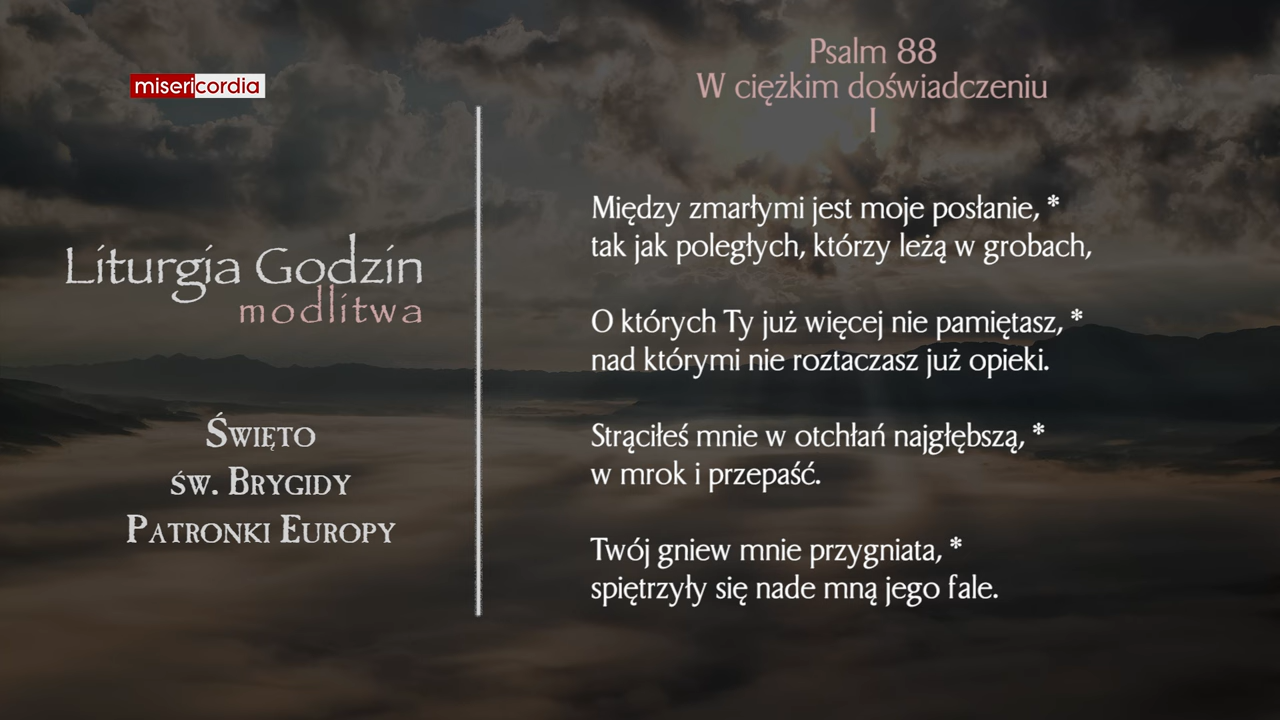 misericordia
Liturgia Godzin
modlitwa
Święto
św. Brygidy
Patronki Europy
Psalm 88
W ciężkim doświadczeniu
I
Między zmarłymi jest moje posłanie, *
tak jak poległych, którzy leżą w grobach,
O których Ty już więcej nie pamiętasz, *
nad którymi nie roztaczasz już opieki.
Strąciłeś mnie w otchłań najgłębszą, *
w mrok i przepaść.
Twój gniew mnie przygniata, *
spiętrzyły się nade mną jego fale.